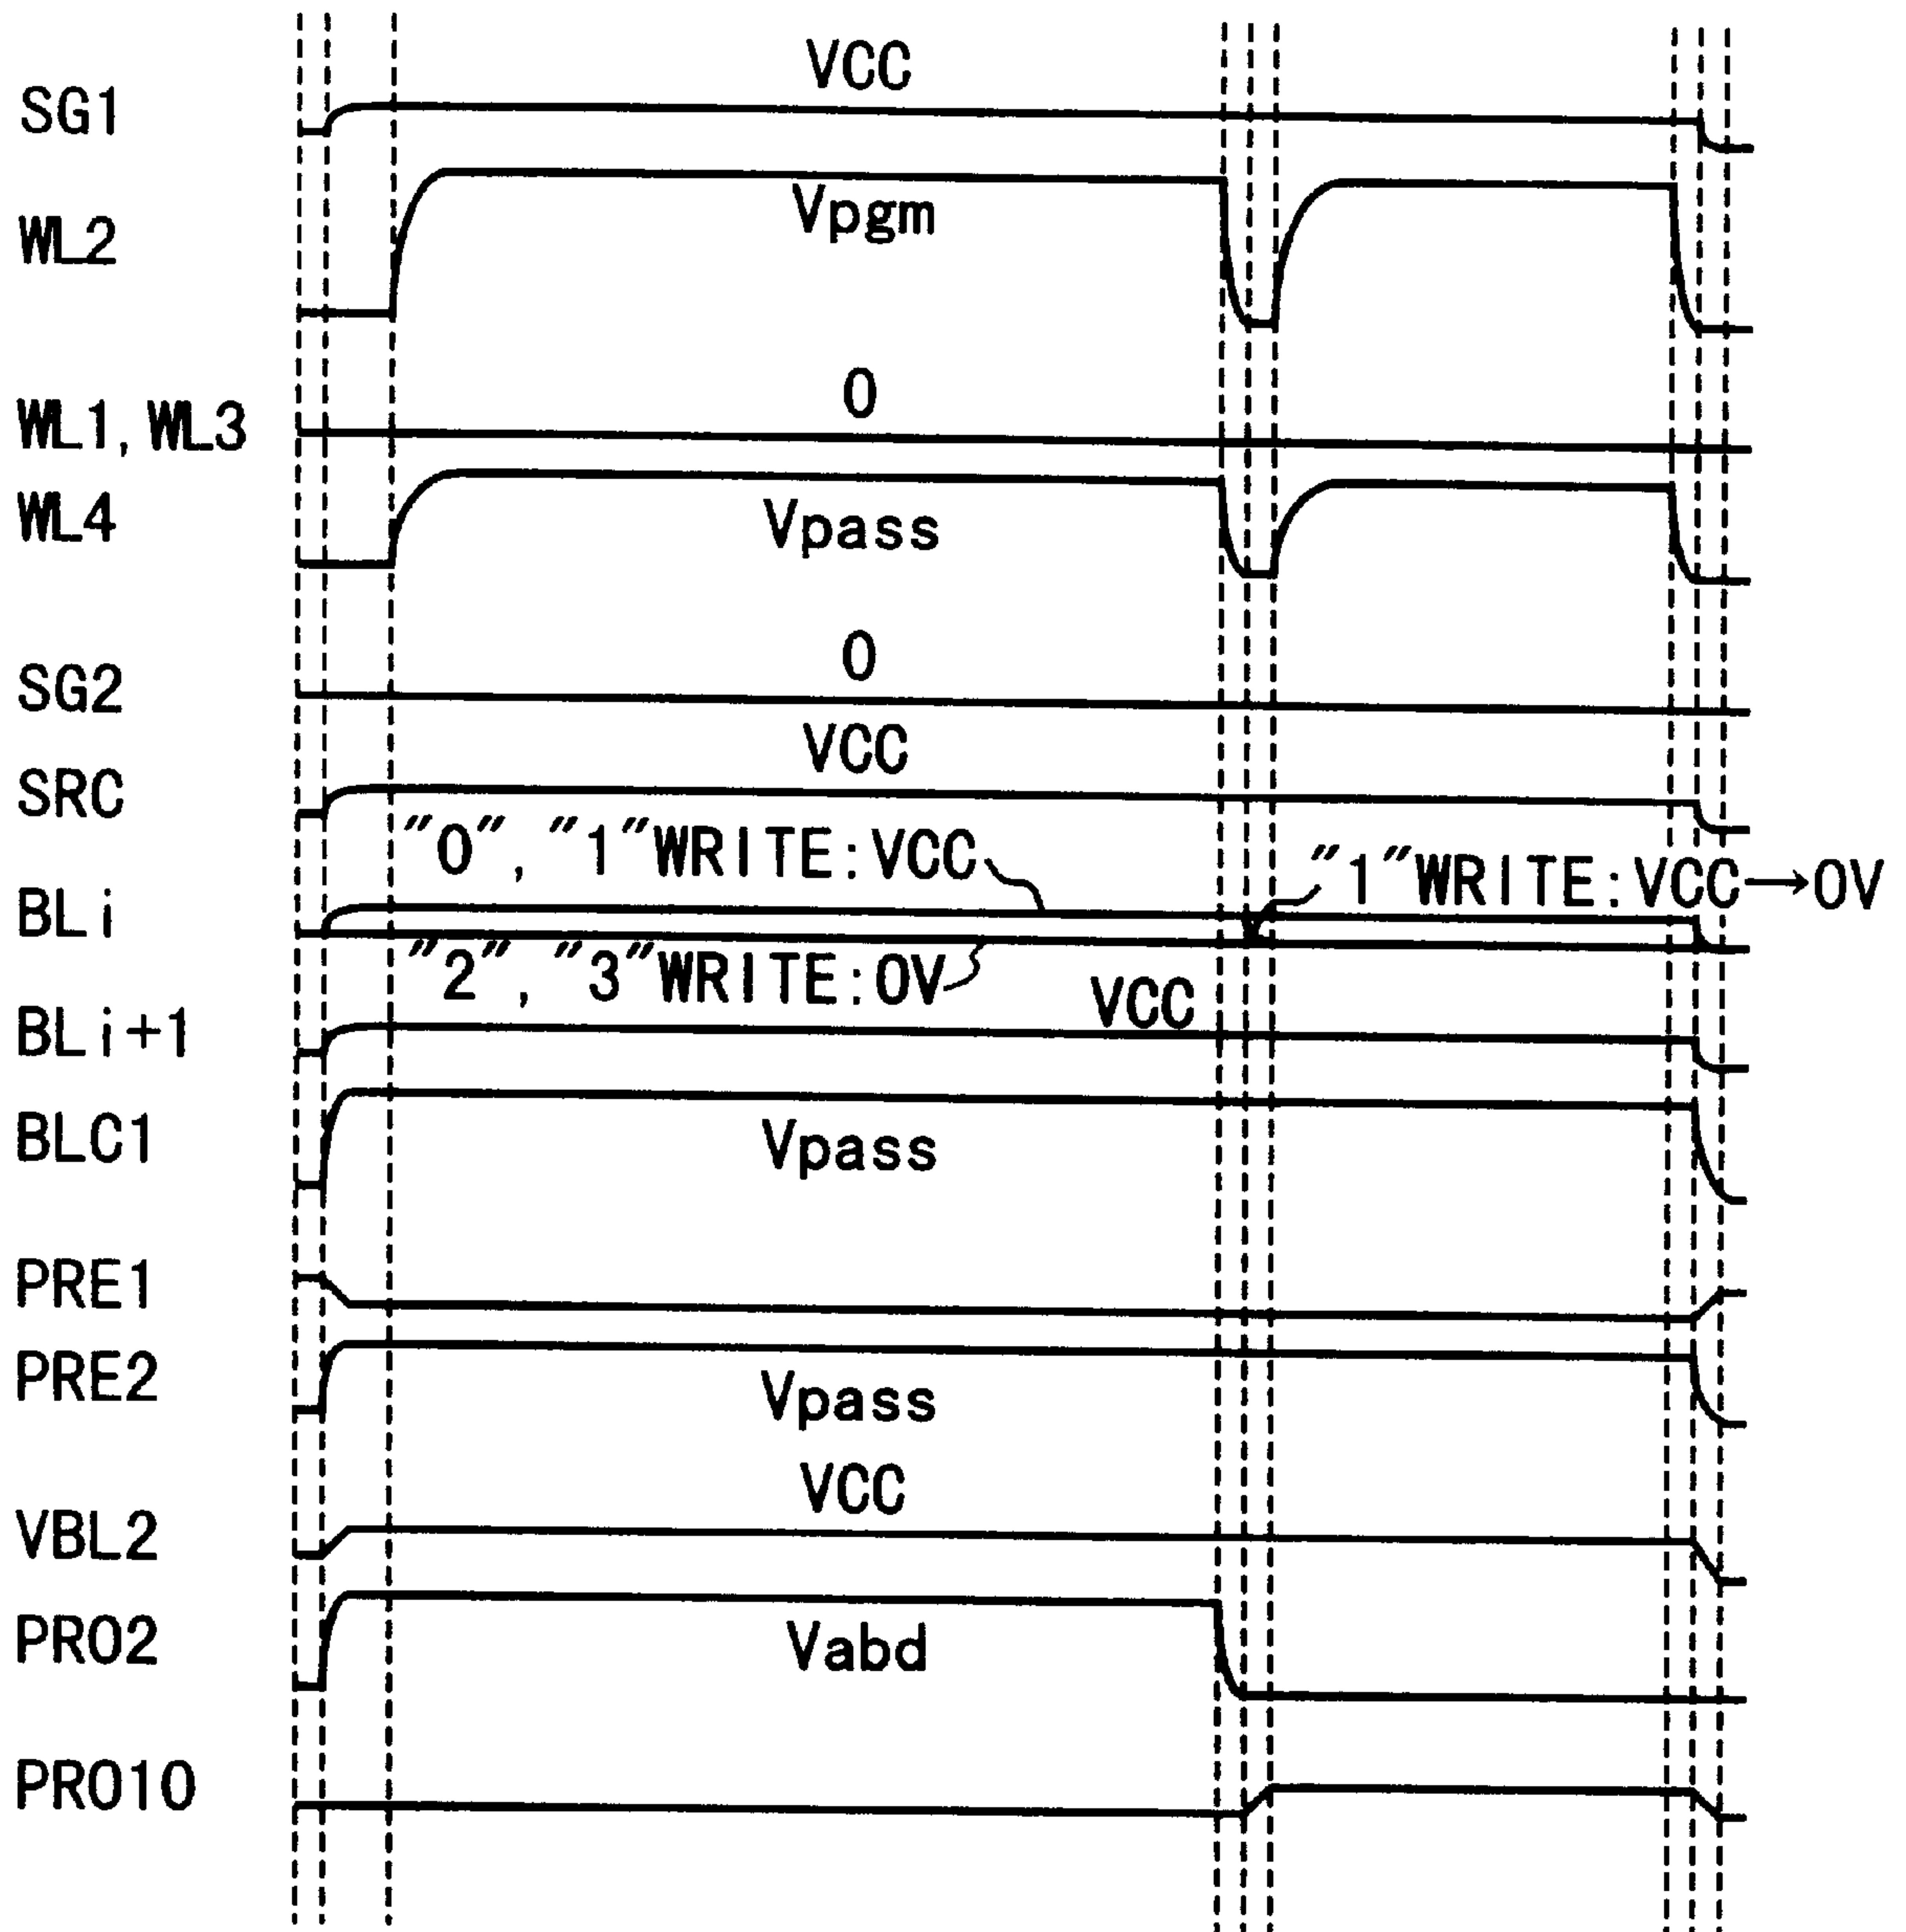 VCC
SG1
Vpgm
WL2
0
WL1, WL3
WL4
Vpass
0
SG2
VCC
SRC
"0", "1"WRITE:VCC
"1"WRITE:VCC→0V
BLi
"2", "3"WRITE:0V
VCC
BLi+1
BLC1
Vpass
PRE1
PRE2
Vpass
VCC
VBL2
PRO2
Vabd
PRO10